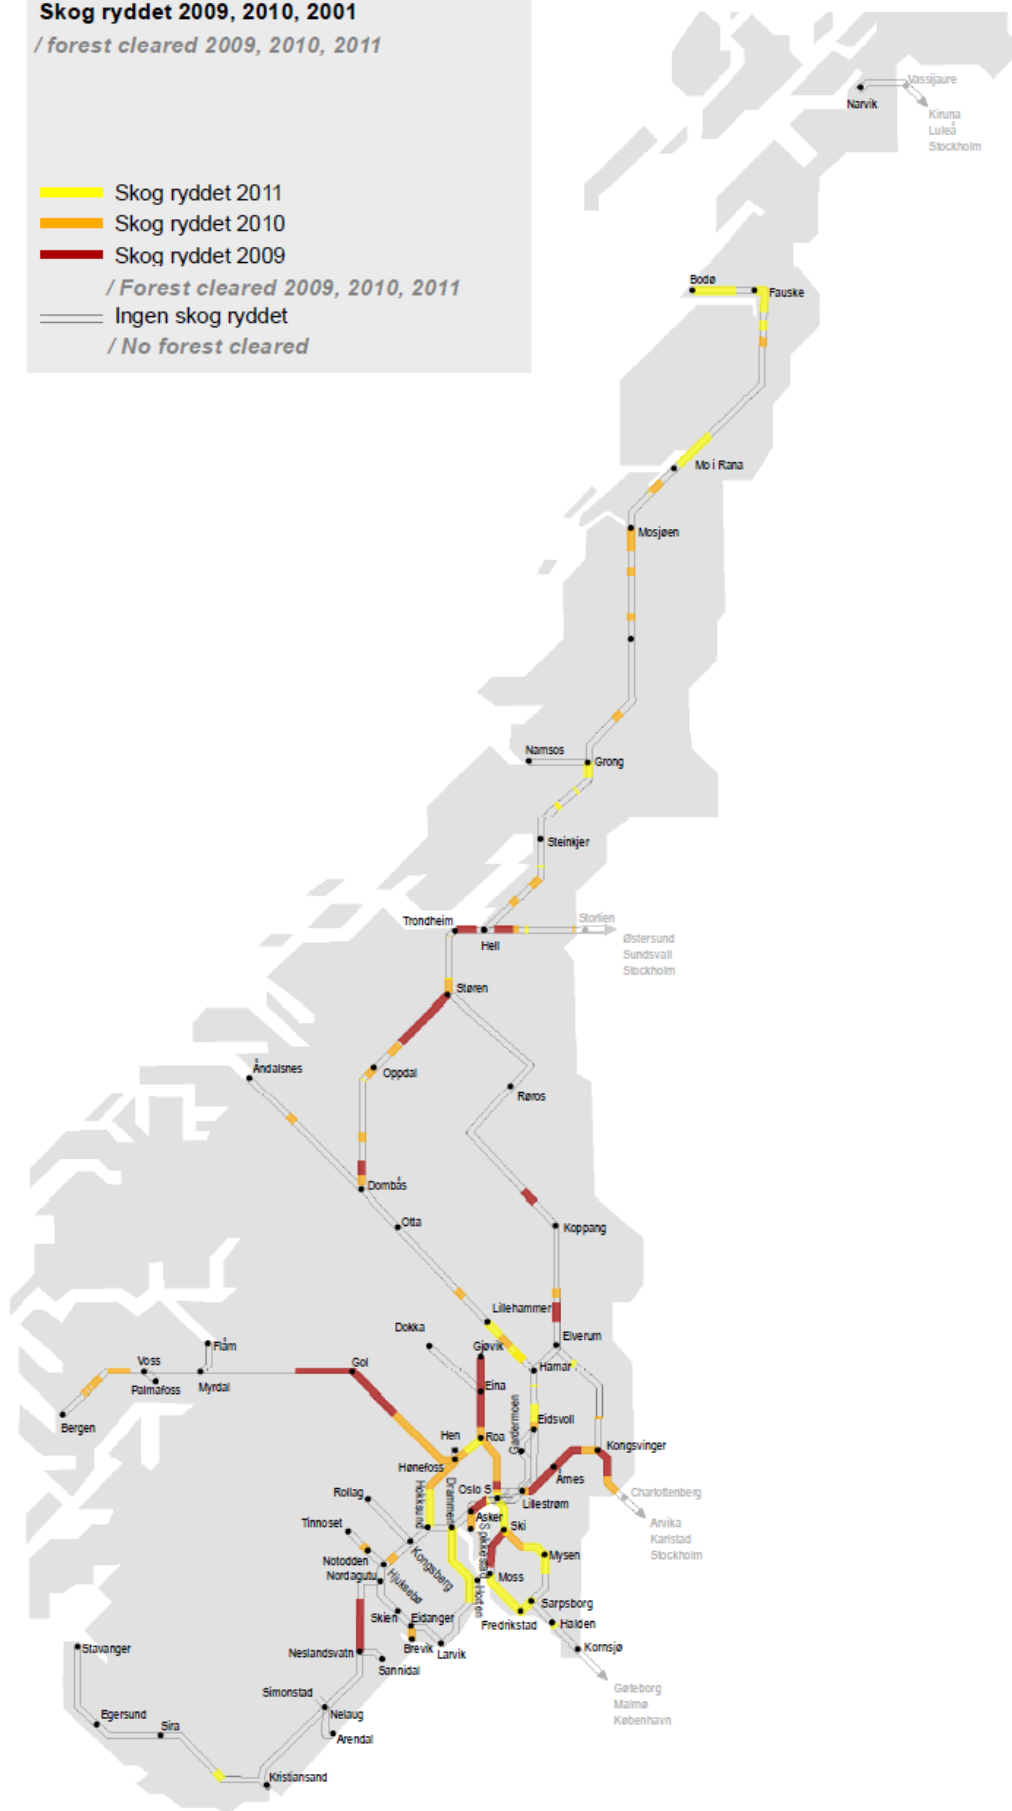 Skog ryddet 2009, 2010, 2001
/ forest cleared 2009, 2010, 2011
Skog ryddet 2011
Skog ryddet 2010
Skog ryddet 2009
/ Forest cleared 2009, 2010, 2011
Ingen skog ryddet
/ No forest cleared
Vassijaure
Narvik
Kiruna
Luleå
Stockholm
Bodø
Fauske
Mo i Rana
Mosjøen
Namsos
Grong
Steinkjer
Trondheim
Storlien
Hell
Østersund
Sundsvall
Stockholm
Støren
Åndalsnes
Oppdal
Røros
Dombås
Otta
Koppang
Lillehammer
Dokka
Elverum
Flåm
Gjøvik
Voss
Gol
Hamar
Palmafoss
Myrdal
Eina
Bergen
Gardermoen
Eidsvoll
Hen
Roa
Kongsvinger
Hønefoss
Årnes
Rollag
Hokksund
Drammen
Oslo S
Lillestrøm
Charlottenberg
Asker
Tinnoset
Spikkestad
Ski
Arvika
Karlstad
Stockholm
Notodden
Kongsberg
Mysen
Nordagutu
Hjuksebø
Moss
Horten
Skien
Eidanger
Sarpsborg
Fredrikstad
Halden
Stavanger
Neslandsvatn
Brevik
Larvik
Kornsjø
Sannidal
Simonstad
Gøteborg
Malmø
København
Egersund
Sira
Nelaug
Arendal
Kristiansand